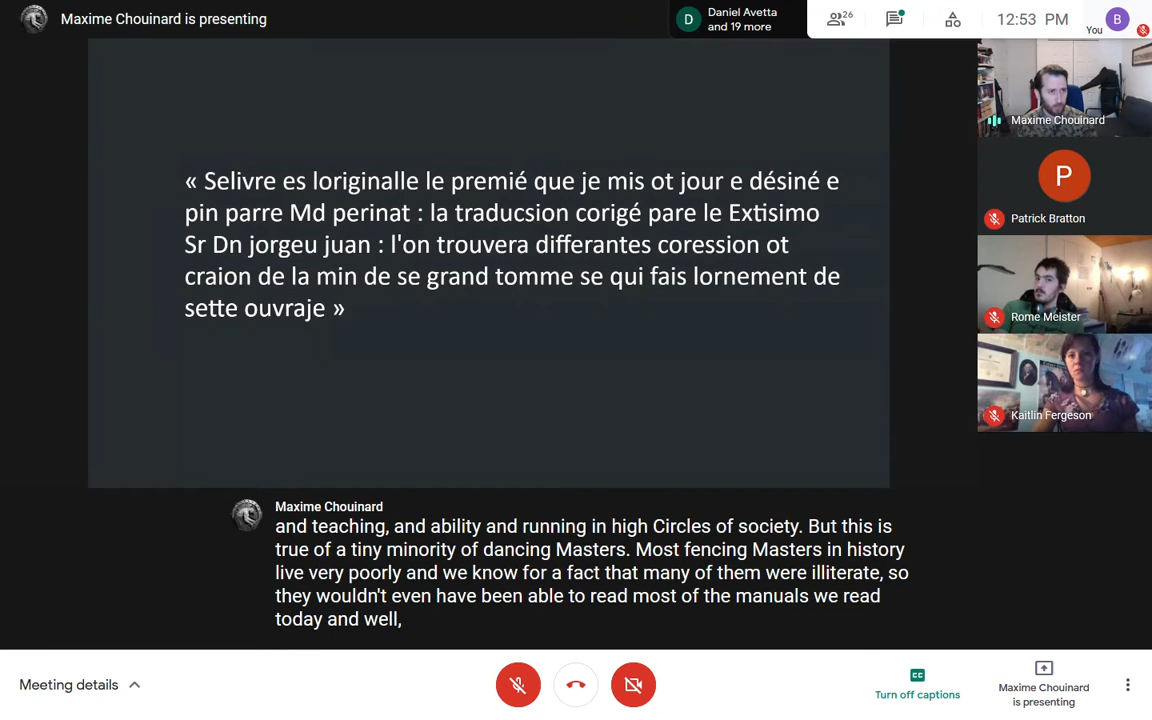 Maxime Chouinard is presenting
D
Daniel Avetta
and 19 more
26
12:53 PM
You
B
« Selivre es loriginalle le premié que je mis ot jour e désiné e
pin parre Md perinat : la traducsion corigé pare le Extisimo
Sr Dn jorgeu juan : l'on trouvera differantes coression ot
craion de la min de se grand tomme se qui fais lornement de
sette ouvraje »
Maxime Chouinard
P
Patrick Bratton
Rome Meister
Kaitlin Fergeson
Maxime Chouinard
and teaching, and ability and running in high Circles of society. But this is
true of a tiny minority of dancing Masters. Most fencing Masters in history
live very poorly and we know for a fact that many of them were illiterate, so
they wouldn't even have been able to read most of the manuals we read
today and well,
Meeting details
CC
Turn off captions
Maxime Chouinard
is presenting